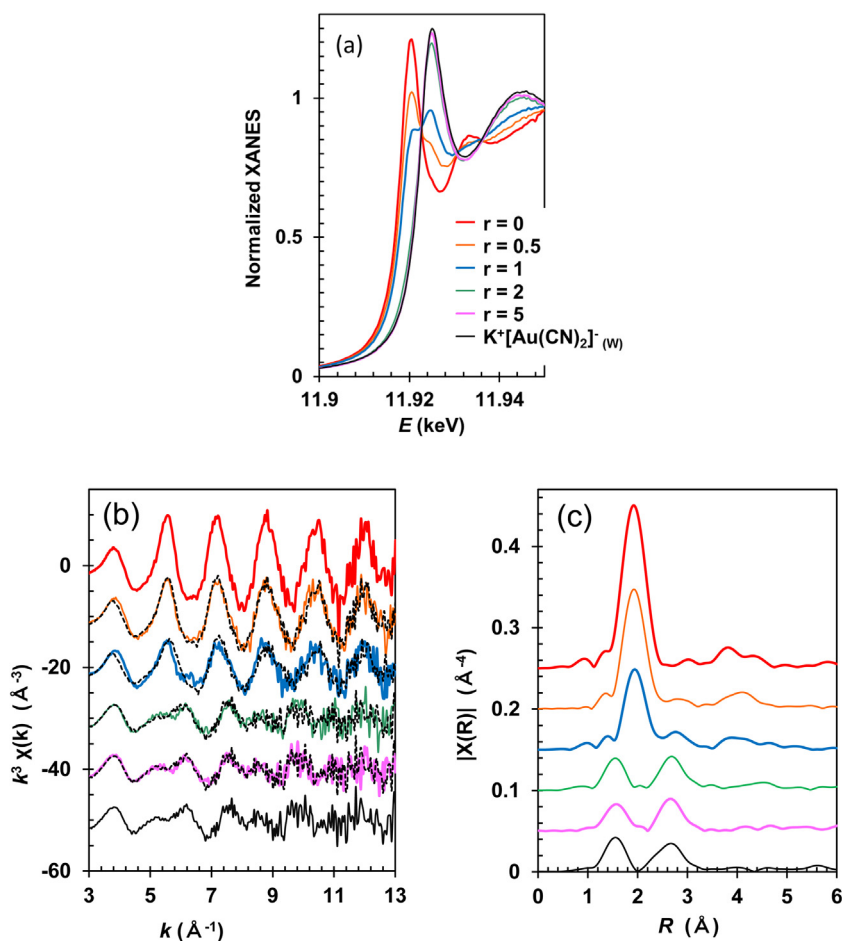 (a)
1
0.5
0
Normalized XANES
r = 0
r = 0.5
r = 1
r = 2
r = 5
K⁺[Au(CN)₂]⁻ (W)
11.9
11.92
11.94
E (keV)
(b)
0
-20
-40
-60
k³ χ(k) (Å⁻³)
3
5
7
9
11
13
k (Å⁻¹)
(c)
0.4
0.3
0.2
0.1
0
|X(R)| (Å⁻⁴)
0
1
2
3
4
5
6
R (Å)